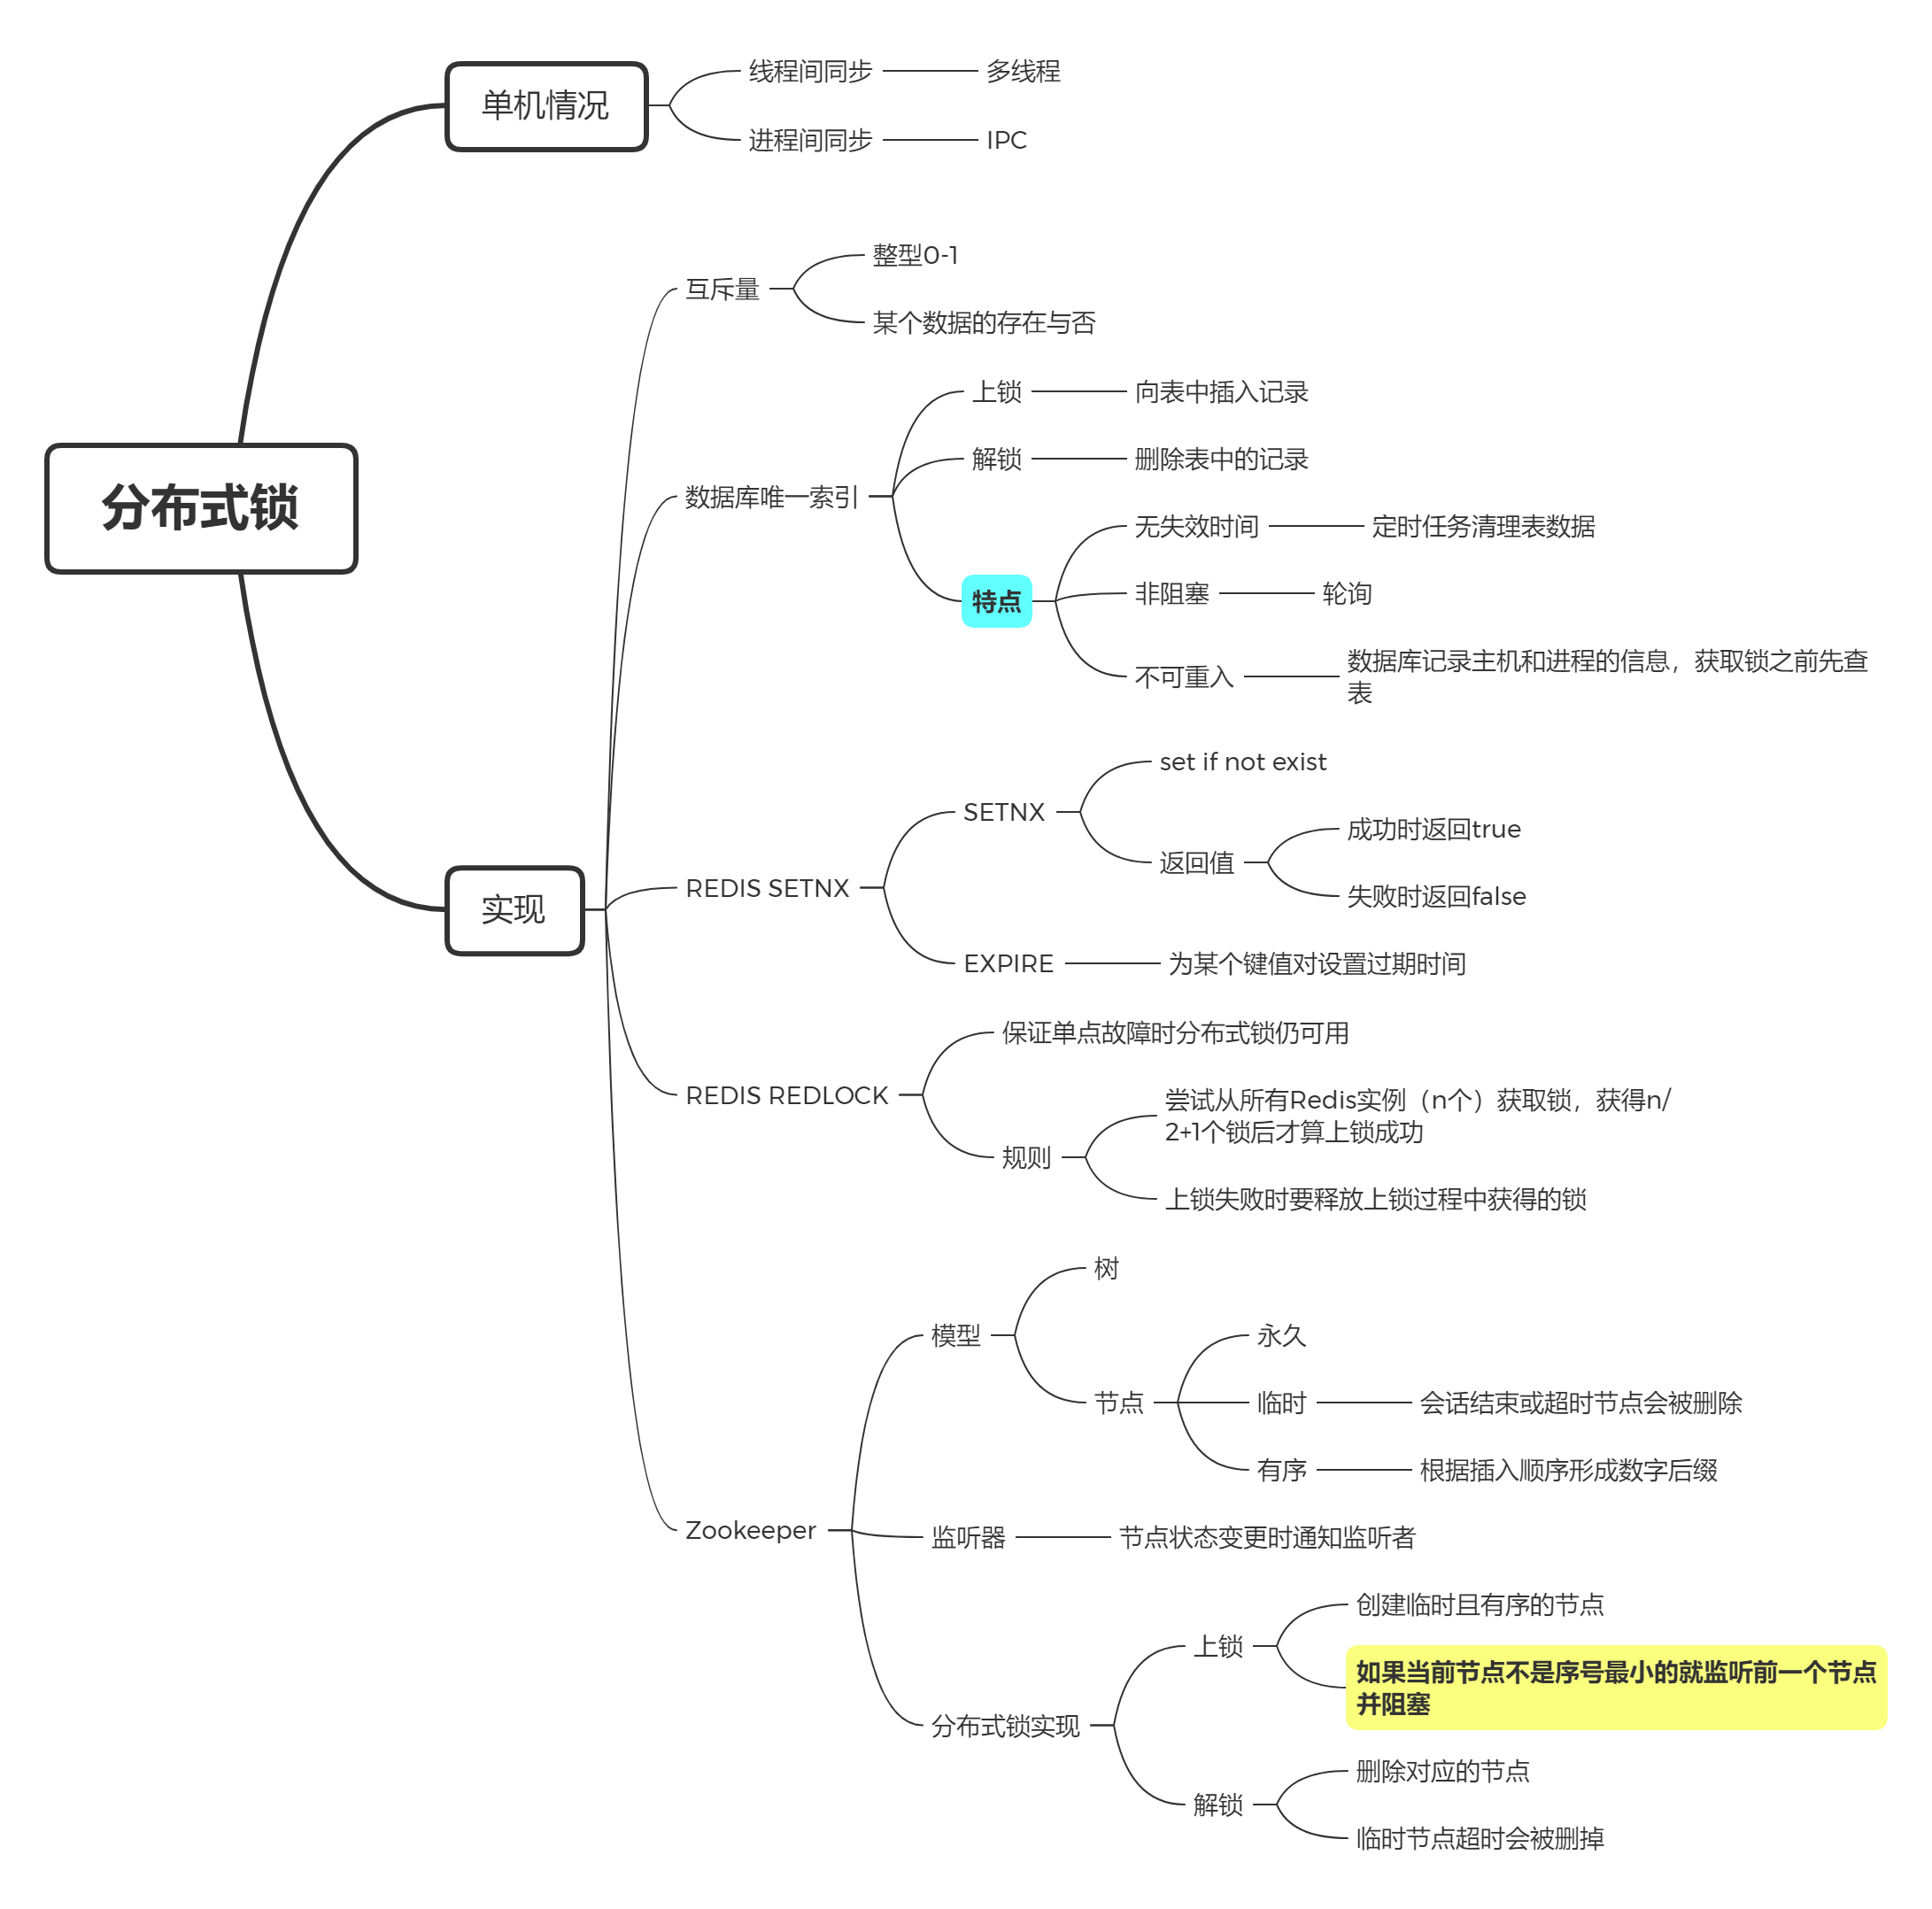 分布式锁
单机情况
线程间同步
多线程
进程间同步
IPC
实现
互斥量
整型0-1
某个数据的存在与否
数据库唯一索引
上锁
向表中插入记录
解锁
删除表中的记录
特点
无失效时间
定时任务清理表数据
非阻塞
轮询
不可重入
数据库记录主机和进程的信息，获取锁之前先查
表
REDIS SETNX
SETNX
set if not exist
返回值
成功时返回true
失败时返回false
EXPIRE
为某个键值对设置过期时间
REDIS REDLOCK
保证单点故障时分布式锁仍可用
规则
尝试从所有Redis实例（n个）获取锁，获得n/
2+1个锁后才算上锁成功
上锁失败时要释放上锁过程中获得的锁
Zookeeper
模型
树
节点
永久
临时
会话结束或超时节点会被删除
有序
根据插入顺序形成数字后缀
监听器
节点状态变更时通知监听者
分布式锁实现
上锁
创建临时且有序的节点
如果当前节点不是序号最小的就监听前一个节点
并阻塞
解锁
删除对应的节点
临时节点超时会被删掉